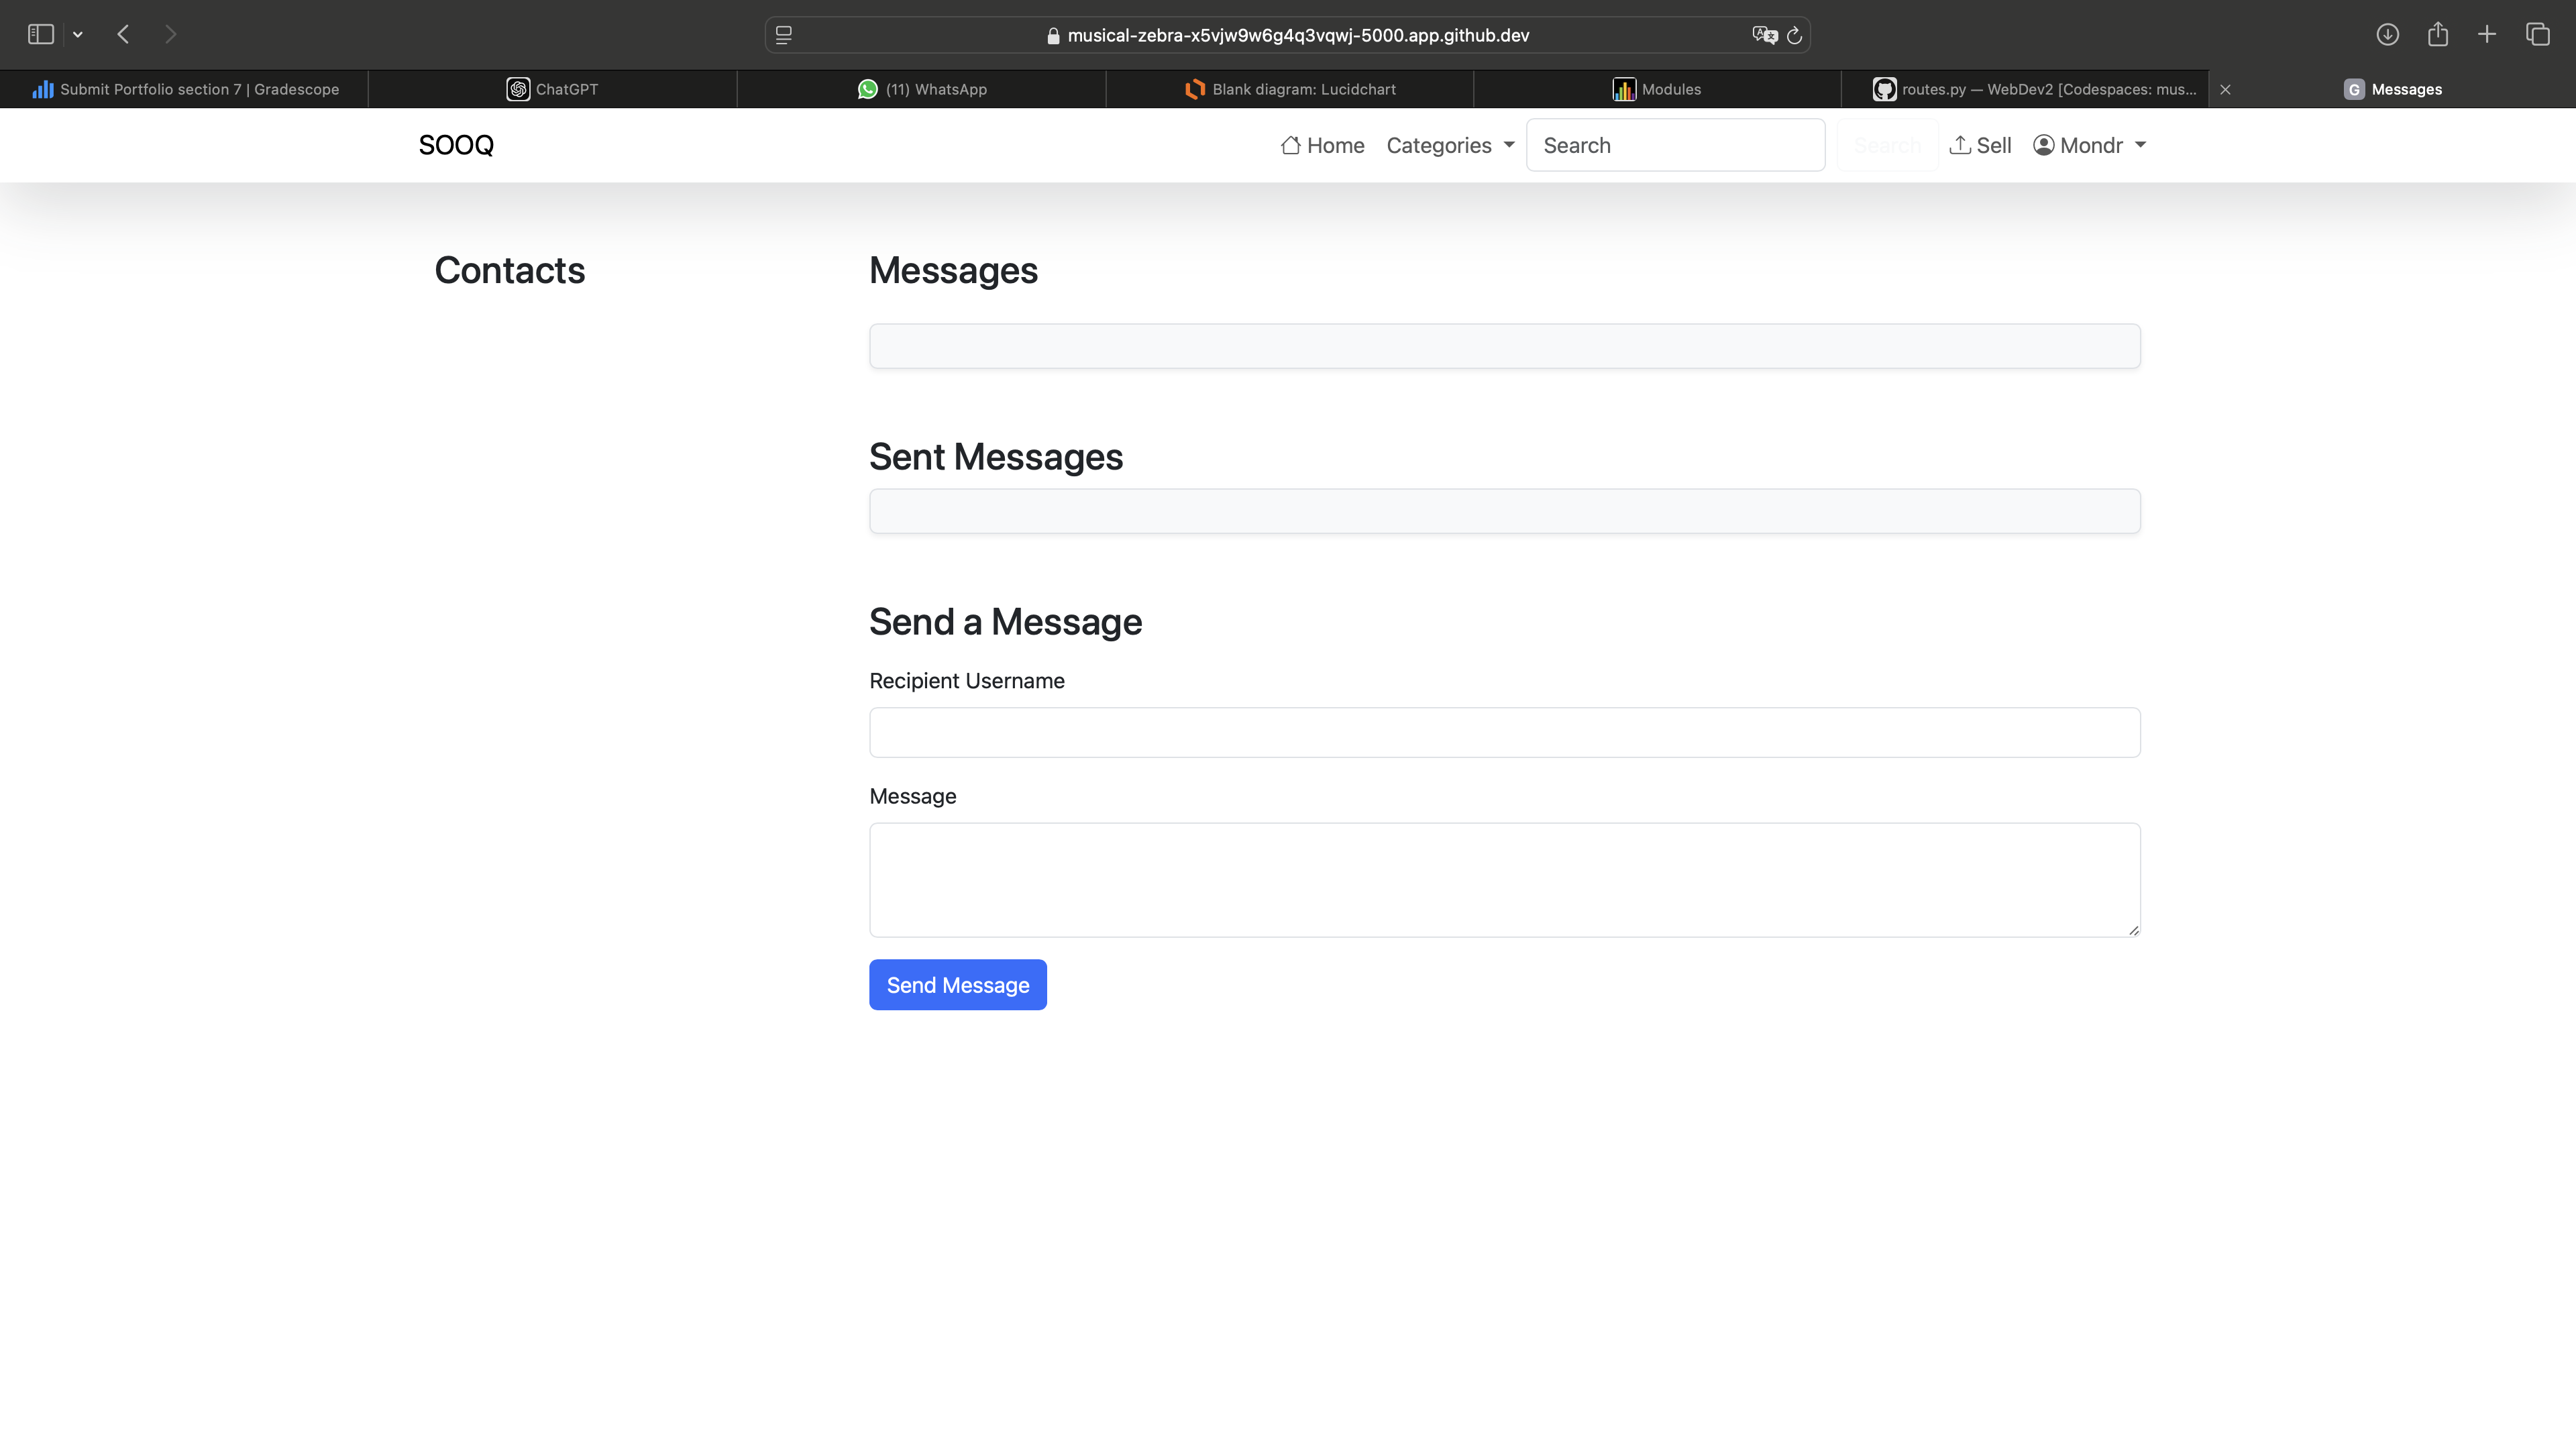 musical-zebra-x5vjw9w6g4q3vqwj-5000.app.github.dev
Submit Portfolio section 7 | Gradescope
ChatGPT
(11) WhatsApp
Blank diagram: Lucidchart
Modules
routes.py — WebDev2 [Codespaces: mus...
G Messages
SOOQ
Home
Categories
Search
Search
Sell
Mondr
Contacts
Messages
Sent Messages
Send a Message
Recipient Username
Message
Send Message